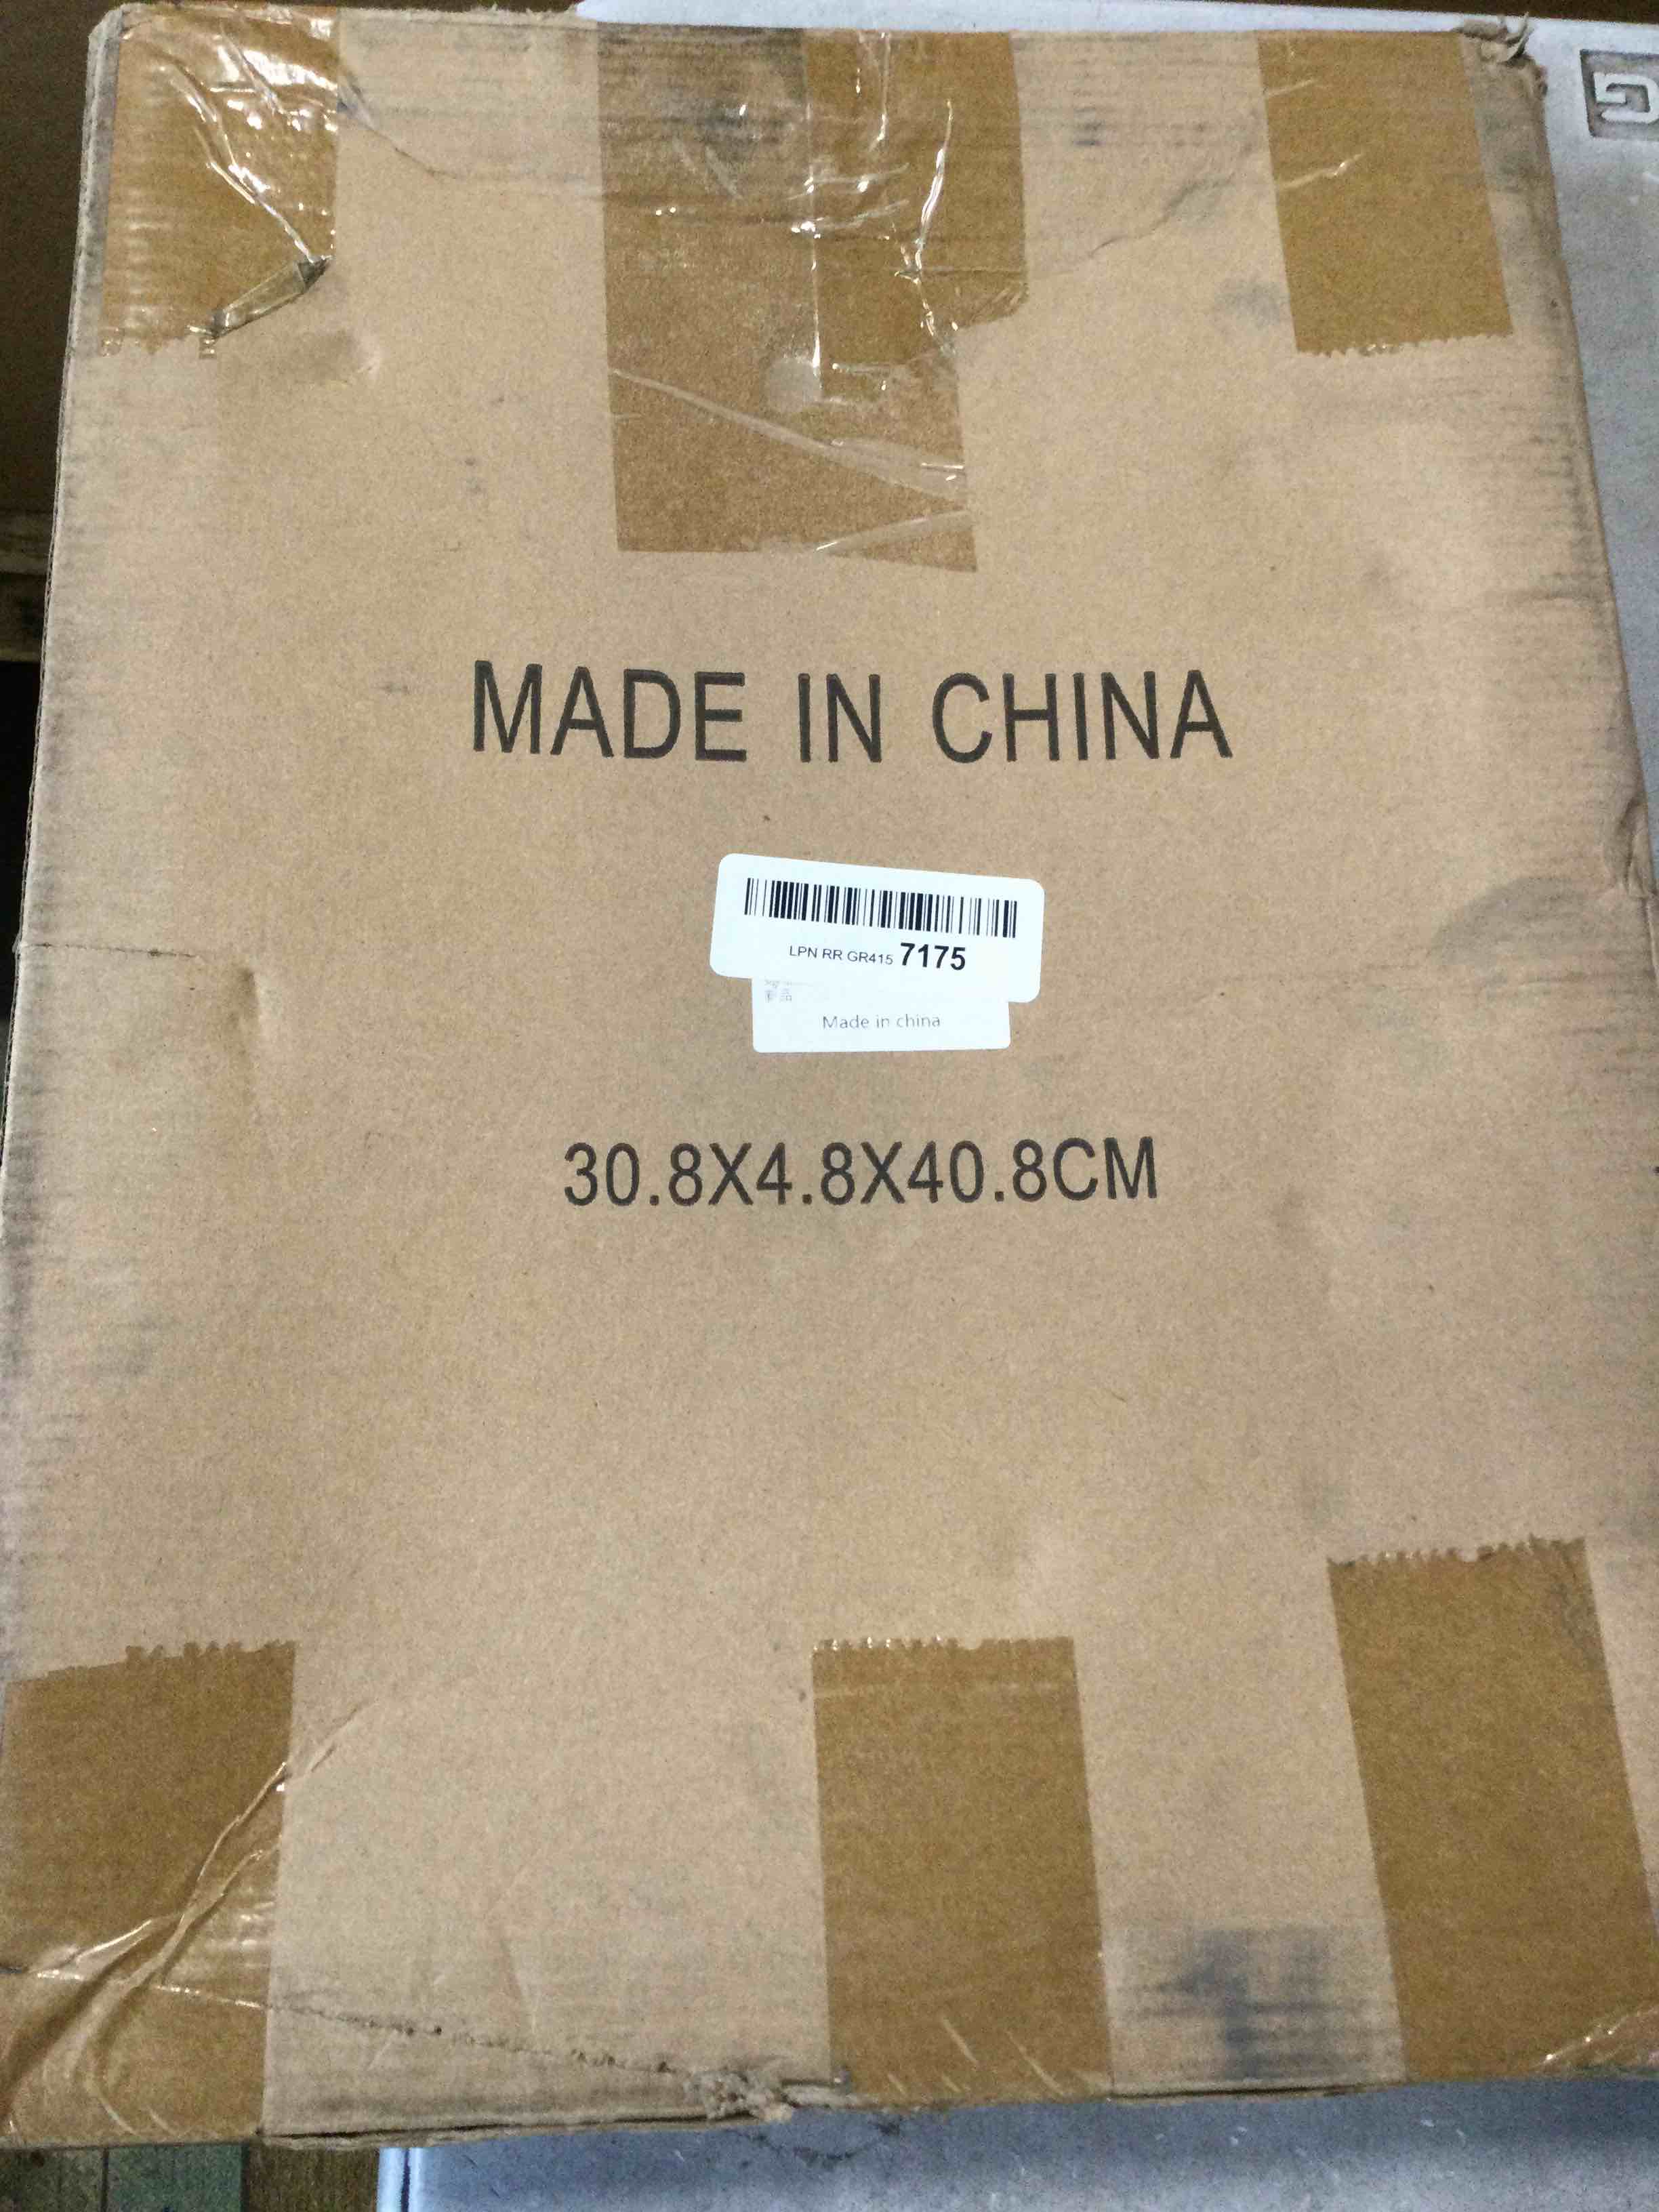 MADE IN CHINA
LPN RR GR415 7175
Made in china
30.8X4.8X40.8CM